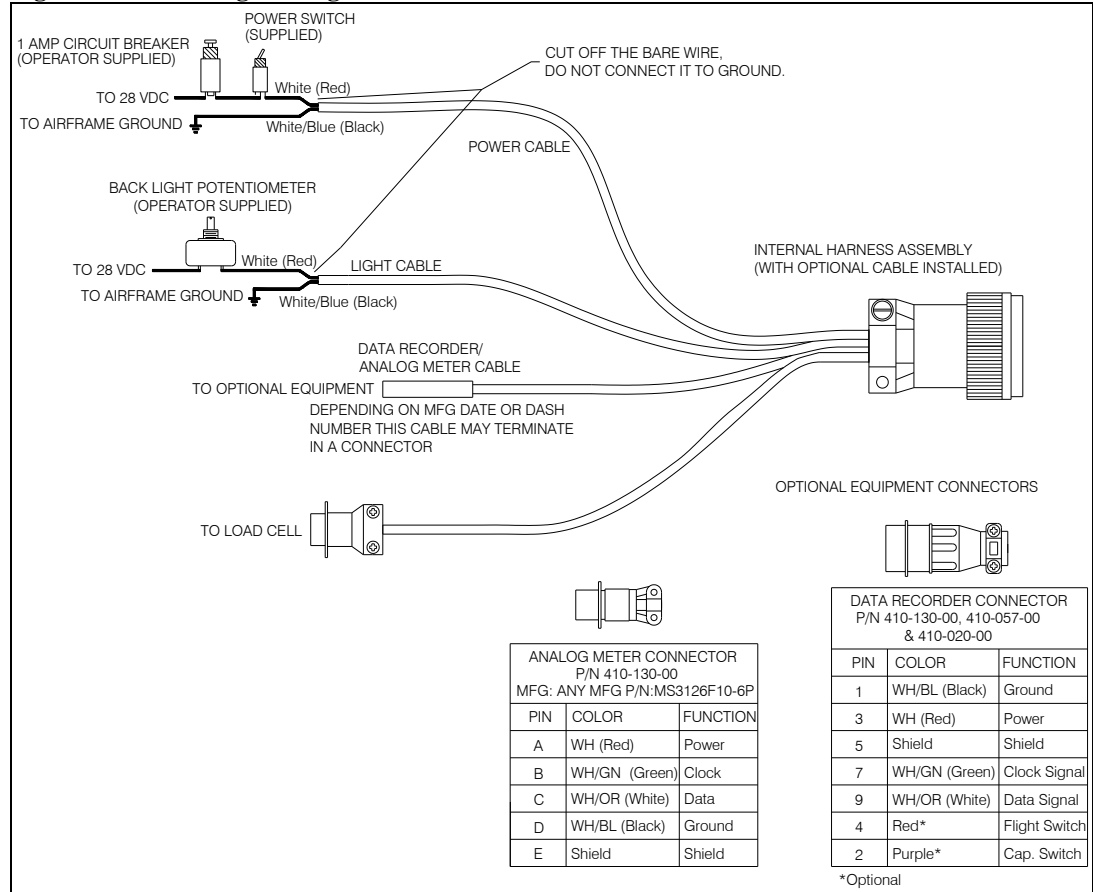 POWER SWITCH
(SUPPLIED)
1 AMP CIRCUIT BREAKER
(OPERATOR SUPPLIED)
CUT OFF THE BARE WIRE,
DO NOT CONNECT IT TO GROUND.
White (Red)
TO 28 VDC
TO AIRFRAME GROUND
White/Blue (Black)
POWER CABLE
BACK LIGHT POTENTIOMETER
(OPERATOR SUPPLIED)
White (Red)
LIGHT CABLE
TO 28 VDC
TO AIRFRAME GROUND
White/Blue (Black)
INTERNAL HARNESS ASSEMBLY
(WITH OPTIONAL CABLE INSTALLED)
DATA RECORDER/
ANALOG METER CABLE
TO OPTIONAL EQUIPMENT
DEPENDING ON MFG DATE OR DASH
NUMBER THIS CABLE MAY TERMINATE
IN A CONNECTOR
TO LOAD CELL
OPTIONAL EQUIPMENT CONNECTORS
ANALOG METER CONNECTOR
P/N 410-130-00
MFG: ANY MFG P/N:MS3126F10-6P
PIN COLOR FUNCTION
A WH (Red) Power
B WH/GN (Green) Clock
C WH/OR (White) Data
D WH/BL (Black) Ground
E Shield Shield
DATA RECORDER CONNECTOR
P/N 410-130-00, 410-057-00
& 410-020-00
PIN COLOR FUNCTION
1 WH/BL (Black) Ground
3 WH (Red) Power
5 Shield Shield
7 WH/GN (Green) Clock Signal
9 WH/OR (White) Data Signal
4 Red* Flight Switch
2 Purple* Cap. Switch
*Optional